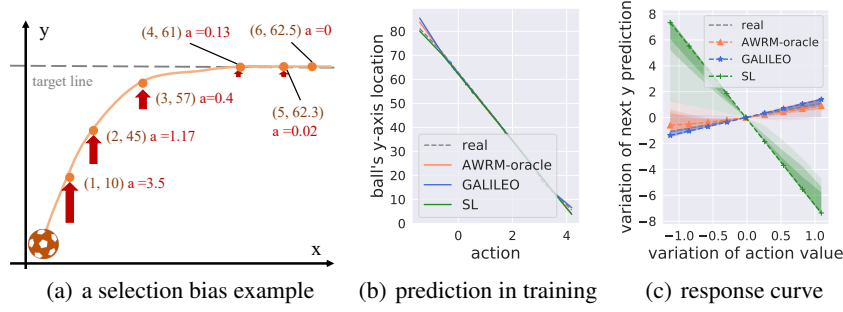 y
(4, 61) a =0.13
(6, 62.5) a=0
target line
(3, 57) a=0.4
(5, 62.3)
a =0.02
(2, 45) a =1.17
(1, 10) a =3.5
x
(a) a selection bias example
ball's y-axis location
80
70
60
50
40
30
20
10
0
real
AWRM-oracle
GALILEO
SL
0
2
4
action
(b) prediction in training
variation of next y prediction
8
6
4
2
0
−2
−4
−6
−8
real
AWRM-oracle
GALILEO
SL
−1.0
−0.5
0.0
0.5
1.0
variation of action value
(c) response curve